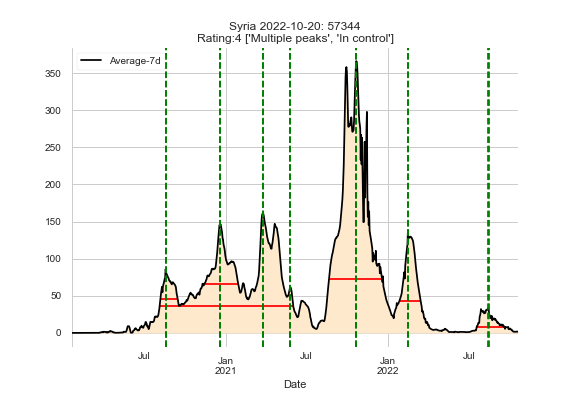 Syria 2022-10-20: 57344
Rating:4 ['Multiple peaks', 'In control']
Average-7d
350
300
250
200
150
100
50
0
Jul
Jan
2021
Jul
Jan
2022
Jul
Date